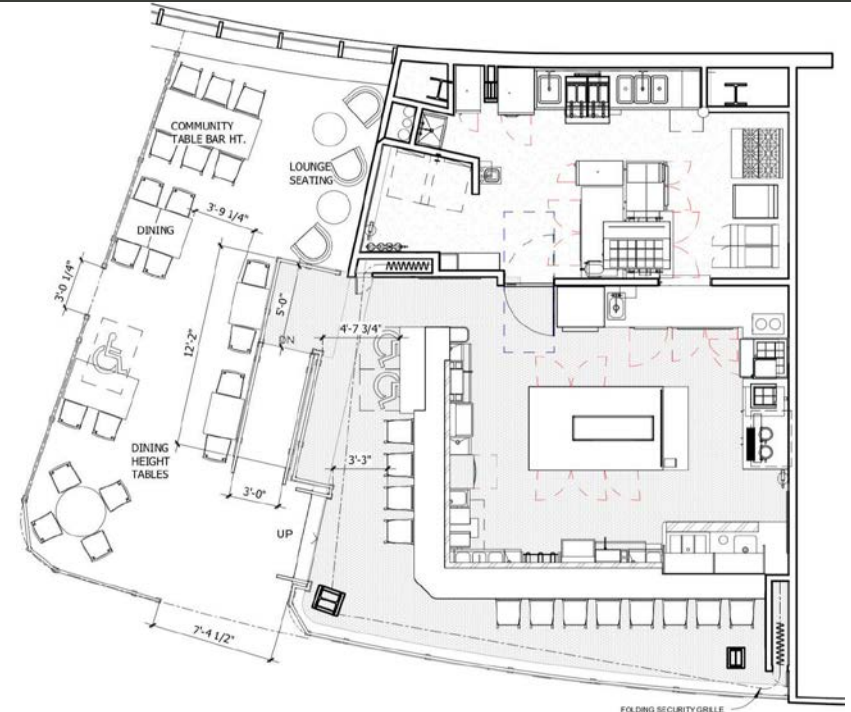 COMMUNITY
TABLE BAR HT.
LOUNGE
SEATING
3'-9 1/4"
DINING
3'-0 1/4"
5'-0"
12'-2"
DN
4'-7 3/4"
DINING
HEIGHT
TABLES
3'-3"
3'-0"
UP
7'-4 1/2"
FOLDING SECURITY GRILLE